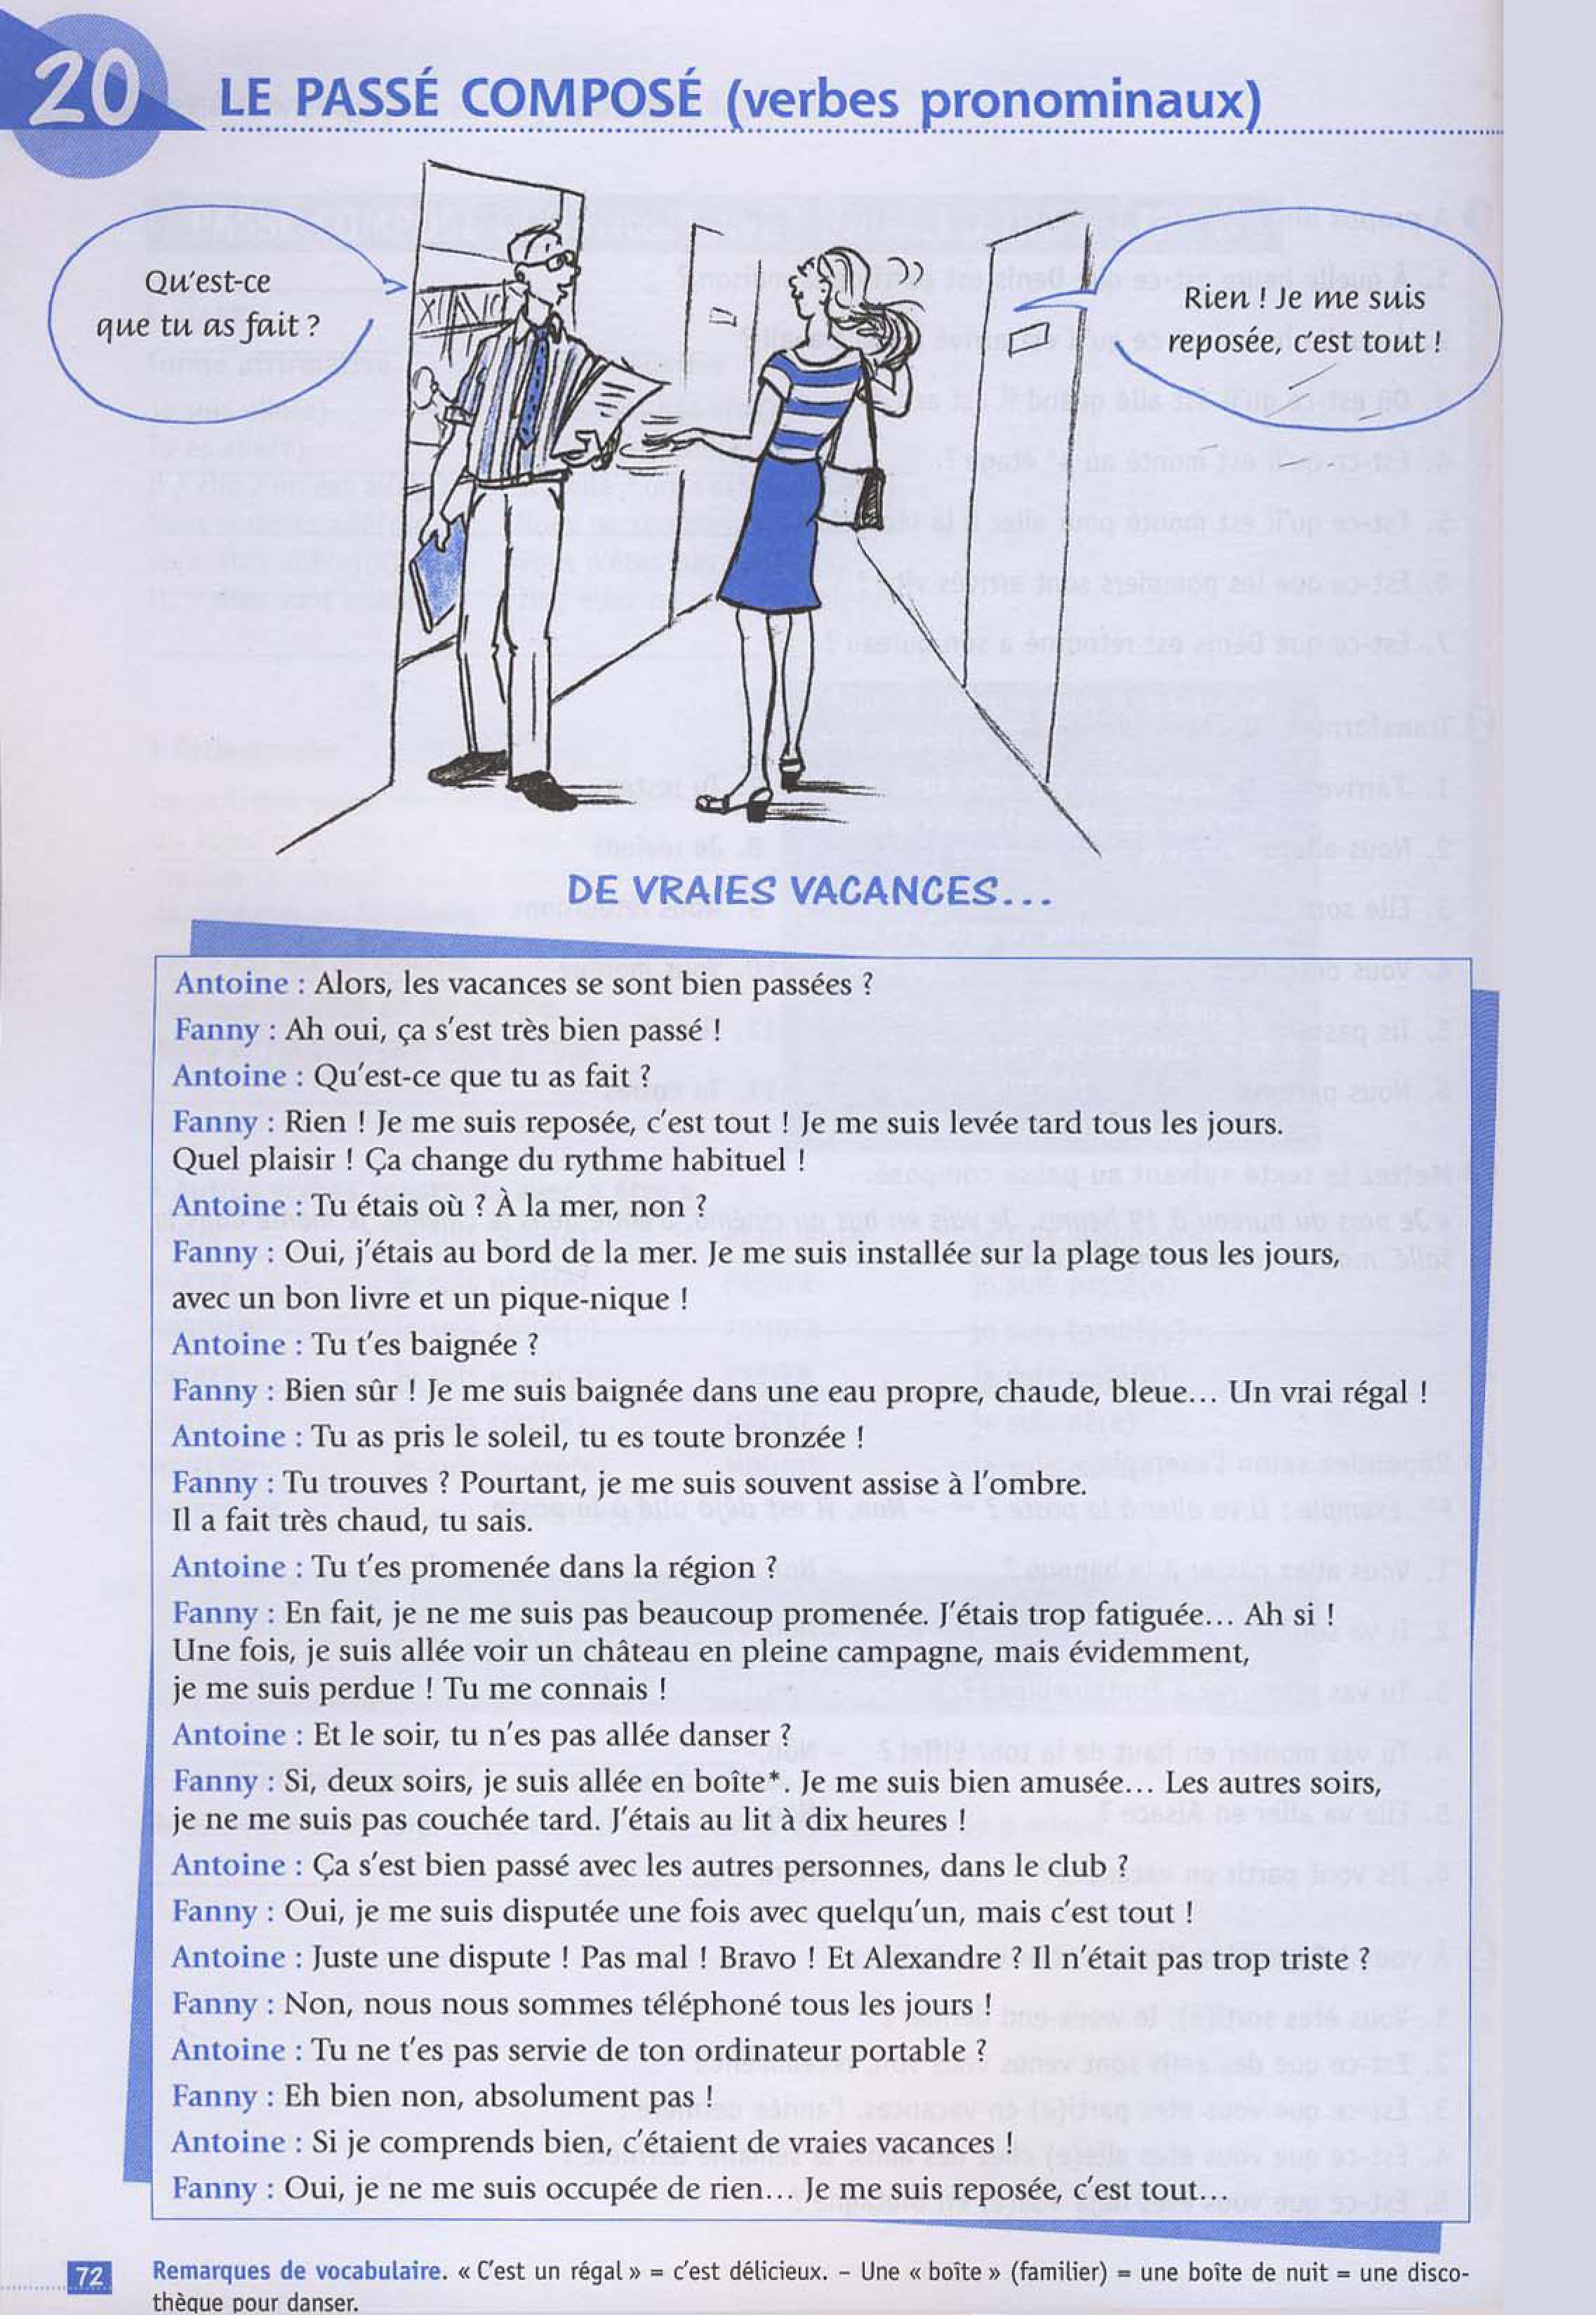 20
LE PASSÉ COMPOSÉ (verbes pronominaux)
Qu'est-ce
que tu as fait ?
Rien ! Je me suis
reposée, c'est tout !
DE VRAIES VACANCES...
Antoine : Alors, les vacances se sont bien passées ?
Fanny : Ah oui, ça s'est très bien passé !
Antoine : Qu'est-ce que tu as fait ?
Fanny : Rien ! Je me suis reposée, c'est tout ! Je me suis levée tard tous les jours.
Quel plaisir ! Ça change du rythme habituel !
Antoine : Tu étais où ? À la mer, non ?
Fanny : Oui, j'étais au bord de la mer. Je me suis installée sur la plage tous les jours,
avec un bon livre et un pique-nique !
Antoine : Tu t'es baignée ?
Fanny : Bien sûr ! Je me suis baignée dans une eau propre, chaude, bleue... Un vrai régal !
Antoine : Tu as pris le soleil, tu es toute bronzée !
Fanny : Tu trouves ? Pourtant, je me suis souvent assise à l'ombre.
Il a fait très chaud, tu sais.
Antoine : Tu t'es promenée dans la région ?
Fanny : En fait, je ne me suis pas beaucoup promenée. J'étais trop fatiguée... Ah si !
Une fois, je suis allée voir un château en pleine campagne, mais évidemment,
je me suis perdue ! Tu me connais !
Antoine : Et le soir, tu n'es pas allée danser ?
Fanny : Si, deux soirs, je suis allée en boîte*. Je me suis bien amusée... Les autres soirs,
je ne me suis pas couchée tard. J'étais au lit à dix heures !
Antoine : Ça s'est bien passé avec les autres personnes, dans le club ?
Fanny : Oui, je me suis disputée une fois avec quelqu'un, mais c'est tout !
Antoine : Juste une dispute ! Pas mal ! Bravo ! Et Alexandre ? Il n'était pas trop triste ?
Fanny : Non, nous nous sommes téléphoné tous les jours !
Antoine : Tu ne t'es pas servie de ton ordinateur portable ?
Fanny : Eh bien non, absolument pas !
Antoine : Si je comprends bien, c'étaient de vraies vacances !
Fanny : Oui, je ne me suis occupée de rien... Je me suis reposée, c'est tout...
72 Remarques de vocabulaire. « C'est un régal » = c'est délicieux. – Une « boîte » (familier) = une boîte de nuit = une disco-
thèque pour danser.